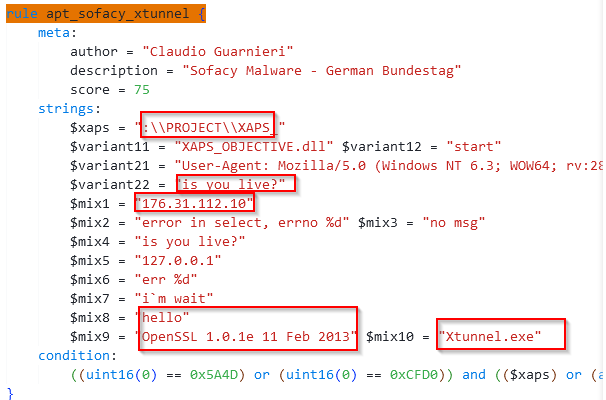 rule apt_sofacy_xtunnel {
meta:
author = "Claudio Guarnieri"
description = "Sofacy Malware - German Bundestag"
score = 75
strings:
$xaps = ":\\PROJECT\\XAPS_"
$variant11 = "XAPS_OBJECTIVE.dll" $variant12 = "start"
$variant21 = "User-Agent: Mozilla/5.0 (Windows NT 6.3; WOW64; rv:28
$variant22 = "is you live?"
$mix1 = "176.31.112.10"
$mix2 = "error in select, errno %d" $mix3 = "no msg"
$mix4 = "is you live?"
$mix5 = "127.0.0.1"
$mix6 = "err %d"
$mix7 = "i`m wait"
$mix8 = "hello"
$mix9 = "OpenSSL 1.0.1e 11 Feb 2013" $mix10 = "Xtunnel.exe"
condition:
((uint16(0) == 0x5A4D) or (uint16(0) == 0xCFD0)) and (($xaps) or (a
}